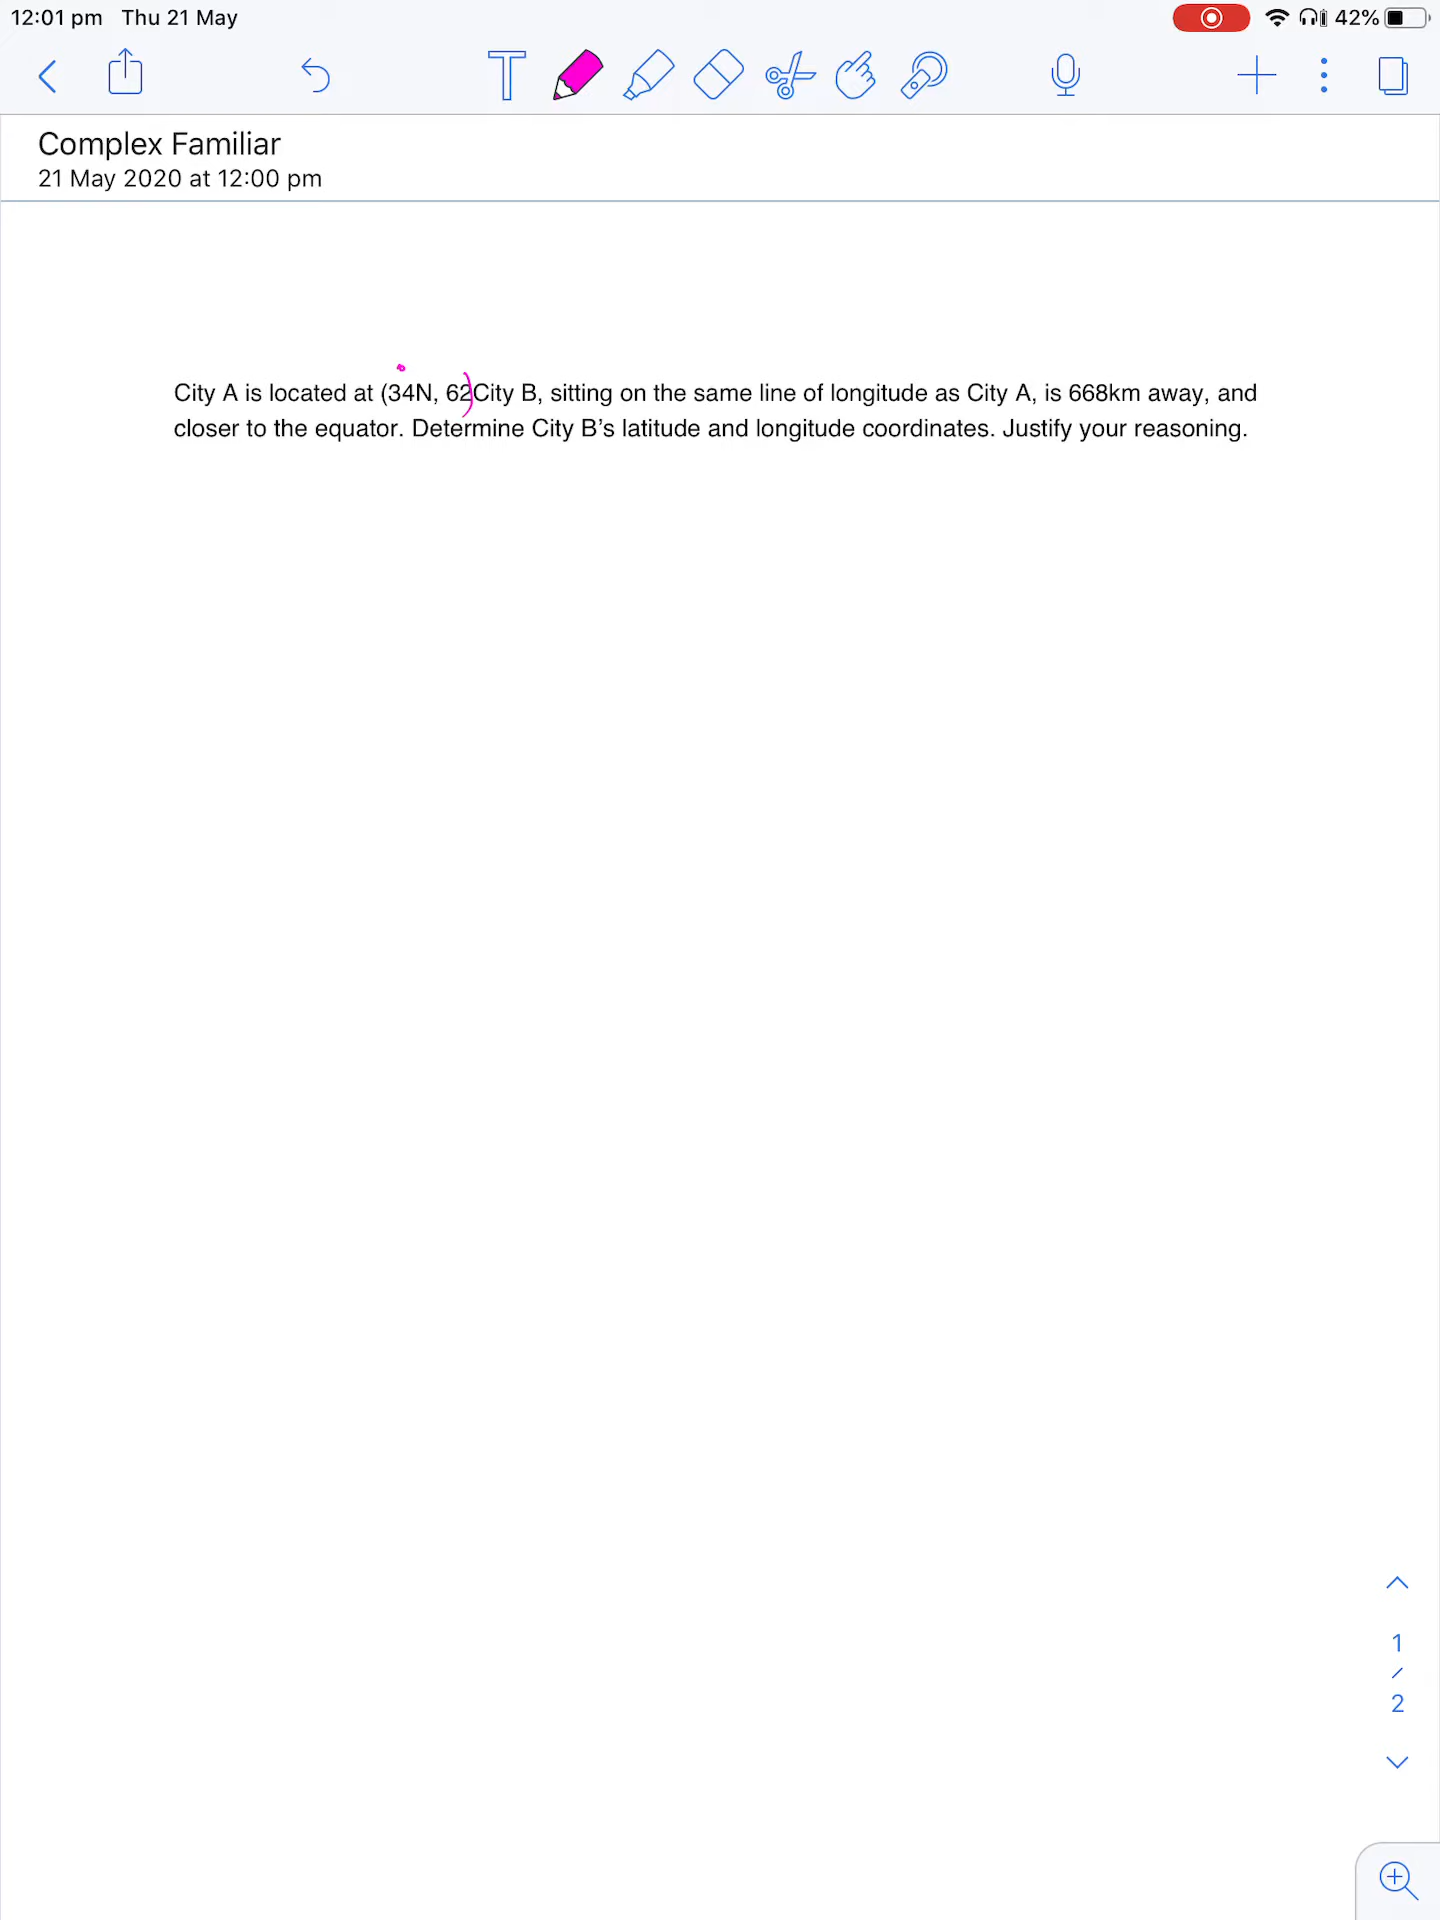 12:01 pm Thu 21 May 42%
T
Complex Familiar
21 May 2020 at 12:00 pm
City A is located at (34°N, 62)City B, sitting on the same line of longitude as City A, is 668km away, and
closer to the equator. Determine City B’s latitude and longitude coordinates. Justify your reasoning.
1
/
2